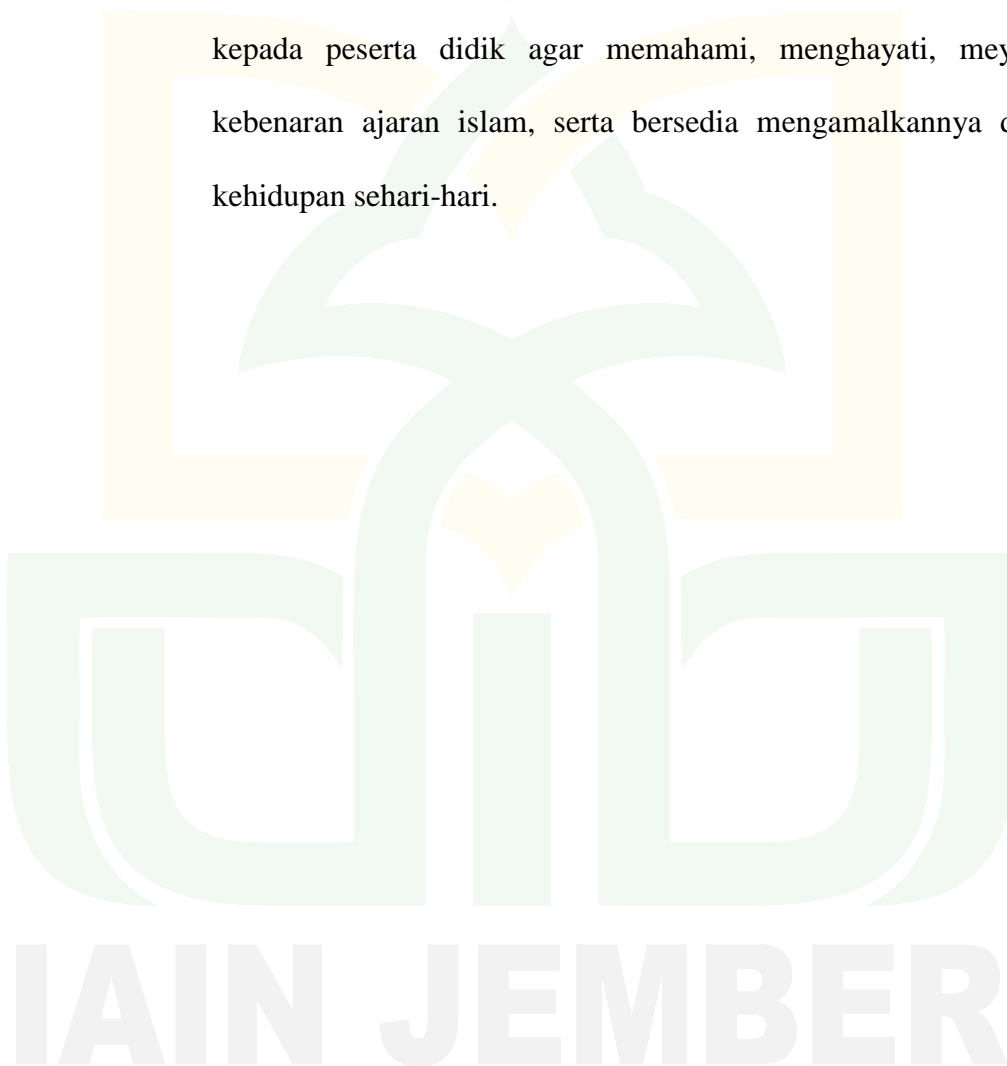 kepada peserta didik agar memahami, menghayati,
kebenaran ajaran islam, serta bersedia mengamalkannya
kehidupan sehari-hari.
IAIN JEMBER